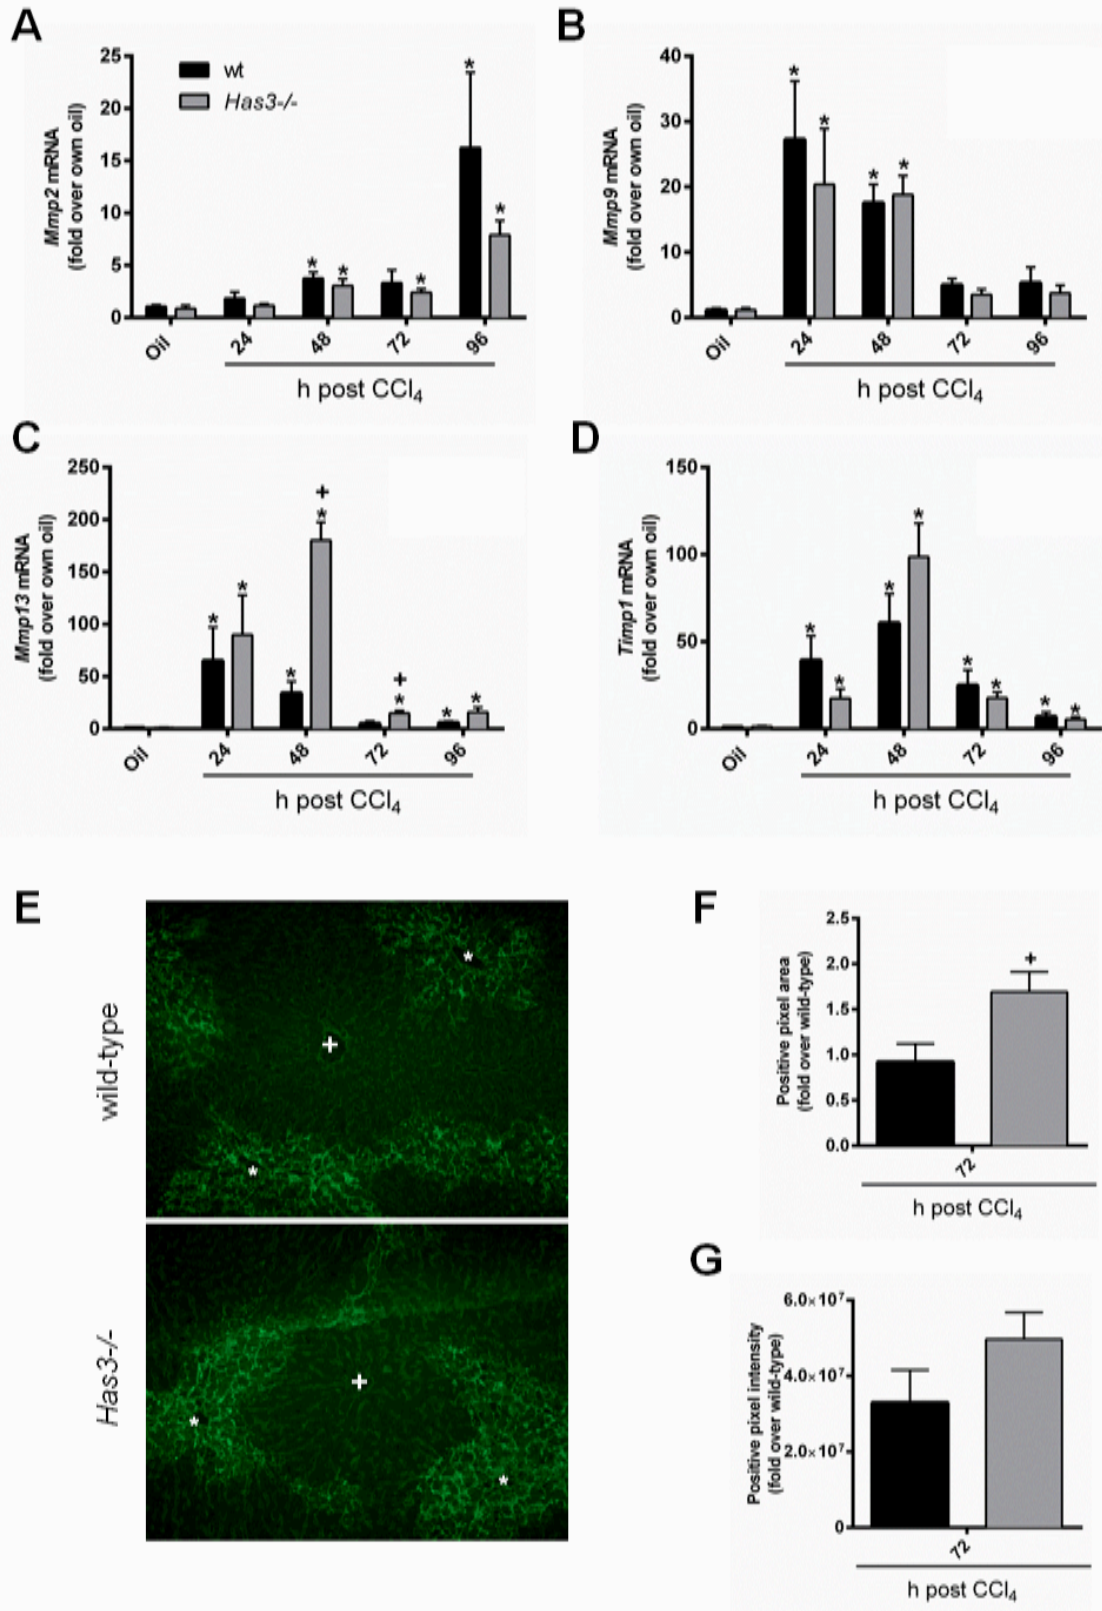 A
Mmp2 mRNA
(fold over own oil)
25
20
15
10
5
0
wt
Has3-/-
*
*
*
*
*
*
Oil
24
48
72
96
h post CCl₄
B
Mmp9 mRNA
(fold over own oil)
40
30
20
10
0
*
*
*
*
Oil
24
48
72
96
h post CCl₄
C
Mmp13 mRNA
(fold over own oil)
250
200
150
100
50
0
*
*
*
+
*
+
*
*
*
Oil
24
48
72
96
h post CCl₄
D
Timp1 mRNA
(fold over own oil)
150
100
50
0
*
*
*
*
*
*
*
*
Oil
24
48
72
96
h post CCl₄
E
wild-type
*
+
*
Has3-/-
+
*
*
F
Positive pixel area
(fold over wild-type)
2.5
2.0
1.5
1.0
0.5
0.0
+
72
h post CCl₄
G
Positive pixel intensity
(fold over wild-type)
6.0×10⁷
4.0×10⁷
2.0×10⁷
0
72
h post CCl₄